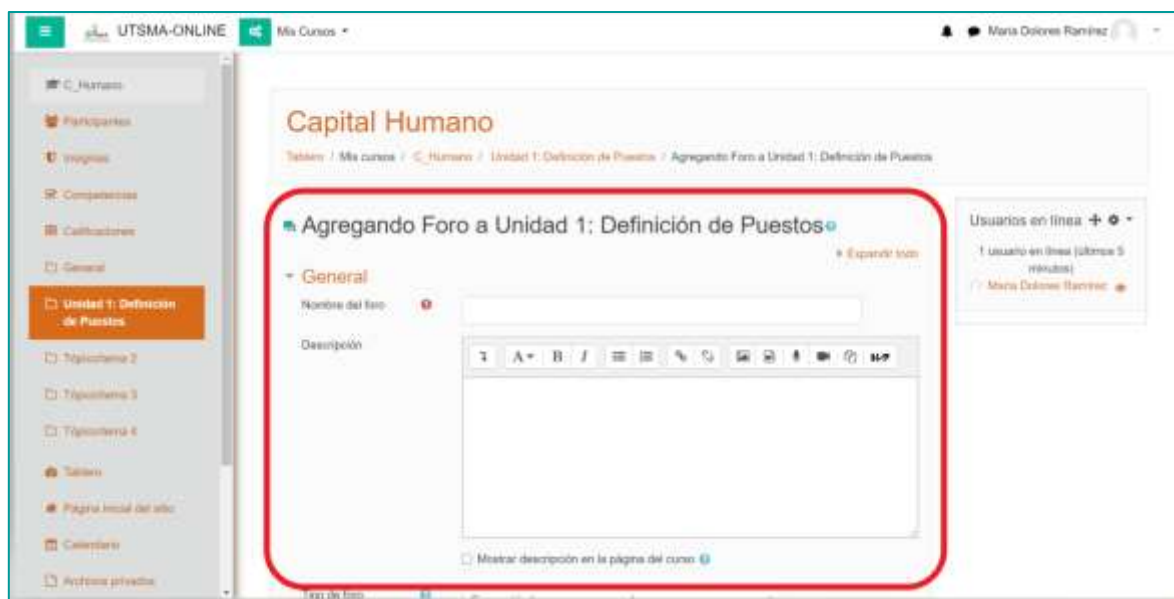 UTSMA-ONLINE
Mis Cursos
Maria Dolores Ramírez
C_Humano
Participantes
Insignias
Competencias
Calificaciones
General
Unidad 1: Definición
de Puestos
Tópico/tema 2
Tópico/tema 3
Tópico/tema 4
Tablero
Página inicial del sitio
Calendario
Archivos privados
Capital Humano
Tablero / Mis cursos / C_Humano / Unidad 1: Definición de Puestos / Agregando Foro a Unidad 1: Definición de Puestos
Agregando Foro a Unidad 1: Definición de Puestos
Expandir todo
General
Nombre del foro
Descripción
A B I
H-P
Mostrar descripción en la página del curso
Tipo de foro
Usuarios en línea
1 usuario en línea (últimos 5
minutos)
Maria Dolores Ramírez